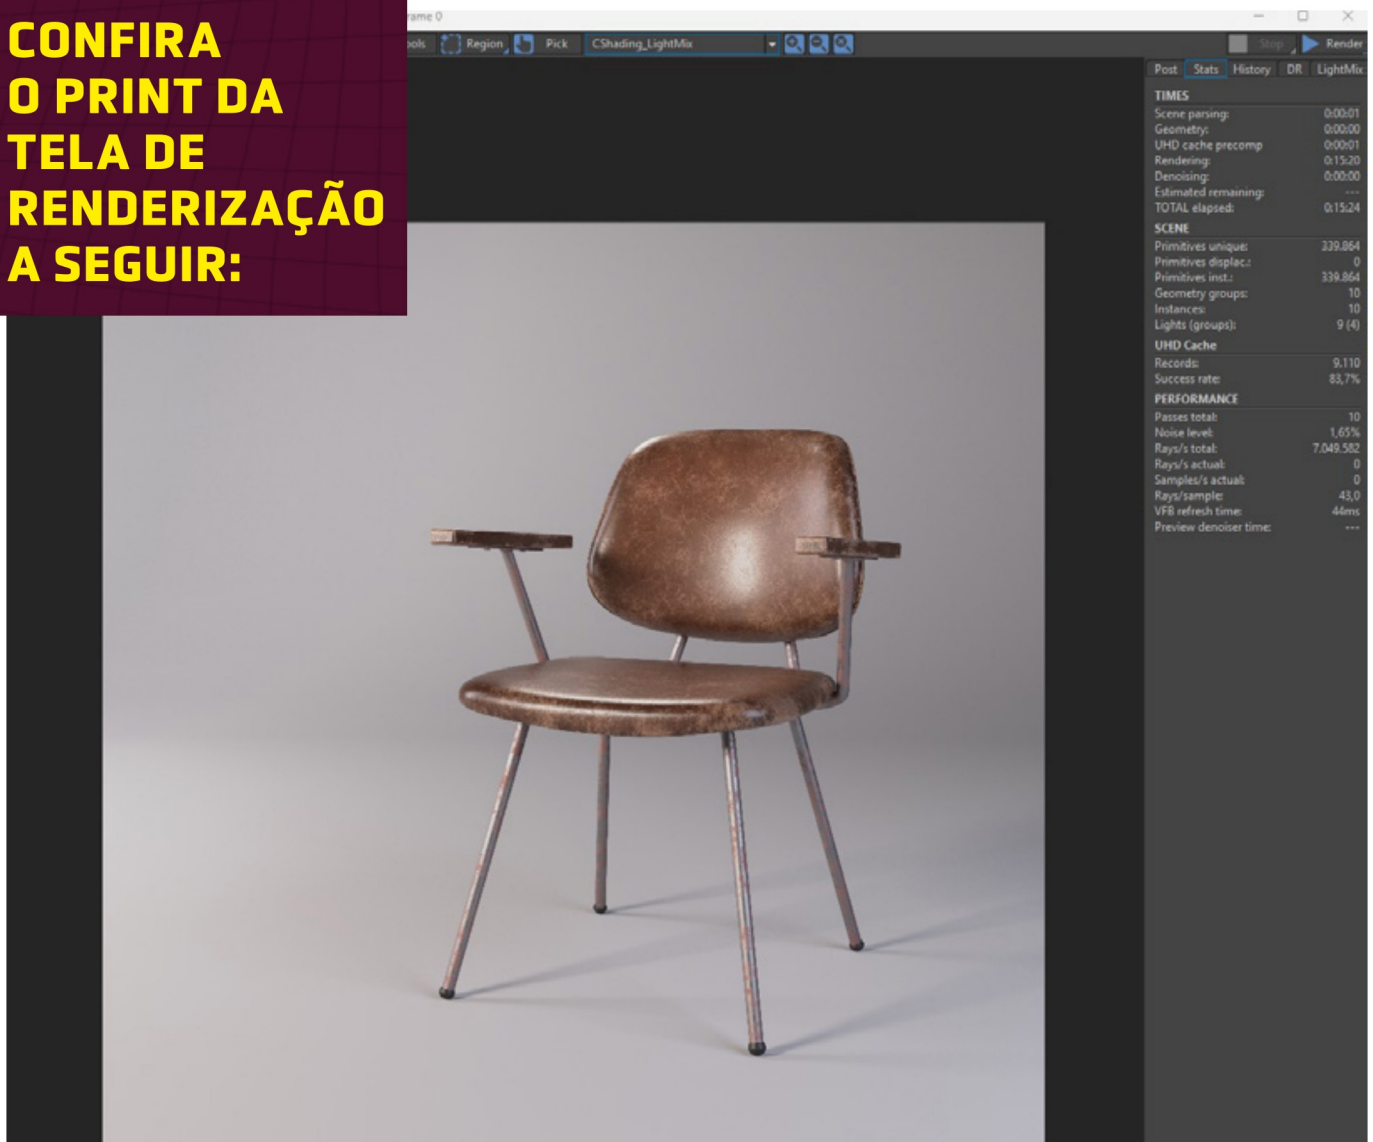 CONFIRA
O PRINT DA
TELA DE
RENDERIZAÇÃO
A SEGUIR:
rame 0
ools Region Pick CShading_LightMix Stop Render
Post Stats History DR LightMix
TIMES
Scene parsing: 0:00:01
Geometry: 0:00:00
UHD cache precomp 0:00:01
Rendering: 0:15:20
Denoising: 0:00:00
Estimated remaining: ---
TOTAL elapsed: 0:15:24
SCENE
Primitives unique: 339.864
Primitives displac.: 0
Primitives inst.: 339.864
Geometry groups: 10
Instances: 10
Lights (groups): 9 (4)
UHD Cache
Records: 9.110
Success rate: 83,7%
PERFORMANCE
Passes total: 10
Noise level: 1,65%
Rays/s total: 7.049.582
Rays/s actual: 0
Samples/s actual: 0
Rays/sample: 43,0
VFB refresh time: 44ms
Preview denoiser time: ---